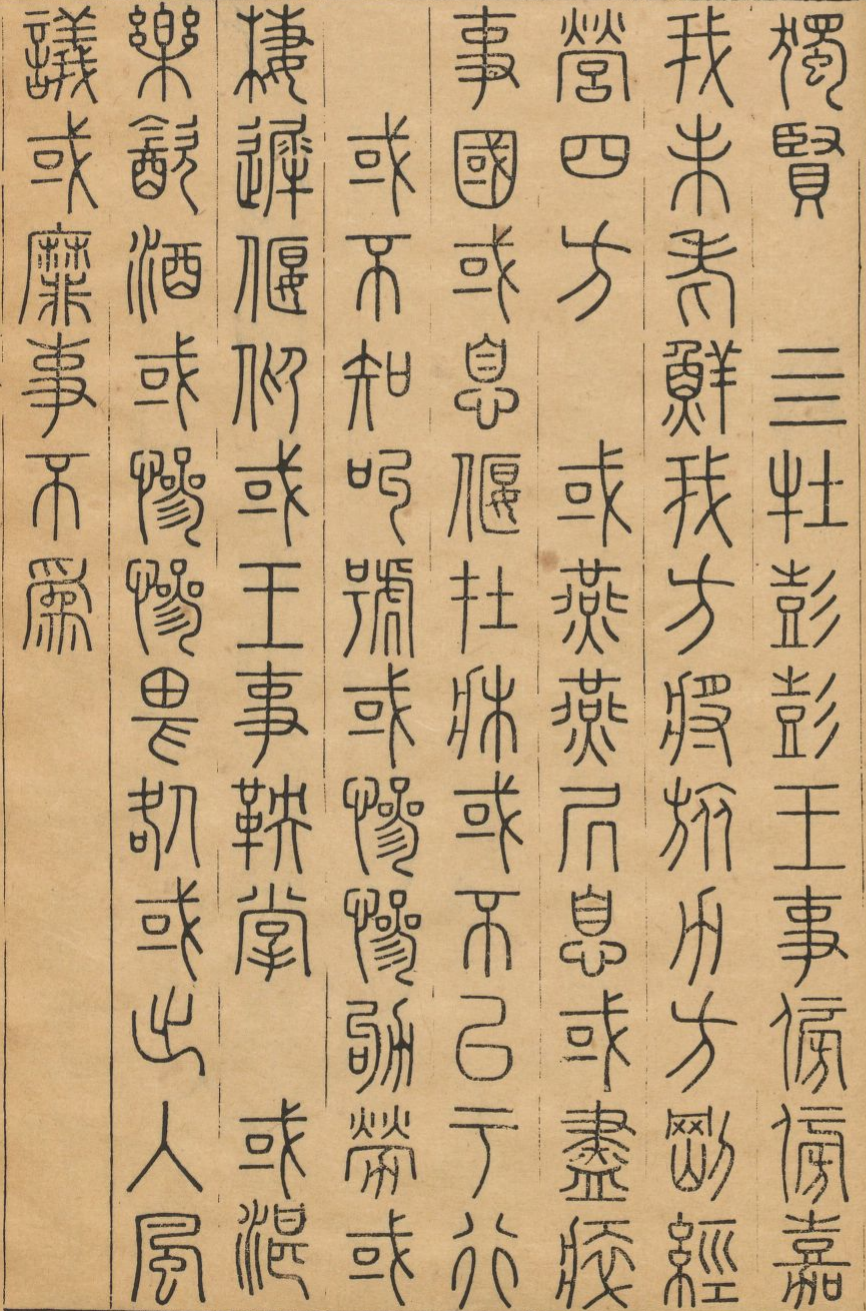 獨賢　亖牡彭彭王事傍傍嘉
我未老鮮我方將旅力方剛經
營四方　或燕燕凥息或盡瘁
事國或息偃在牀或不已于行
或不知叫號或慘慘劬勞或
棲遲偃仰或王事鞅掌　或湛
樂飲酒或慘慘畏咎或出入風
議或靡事不爲